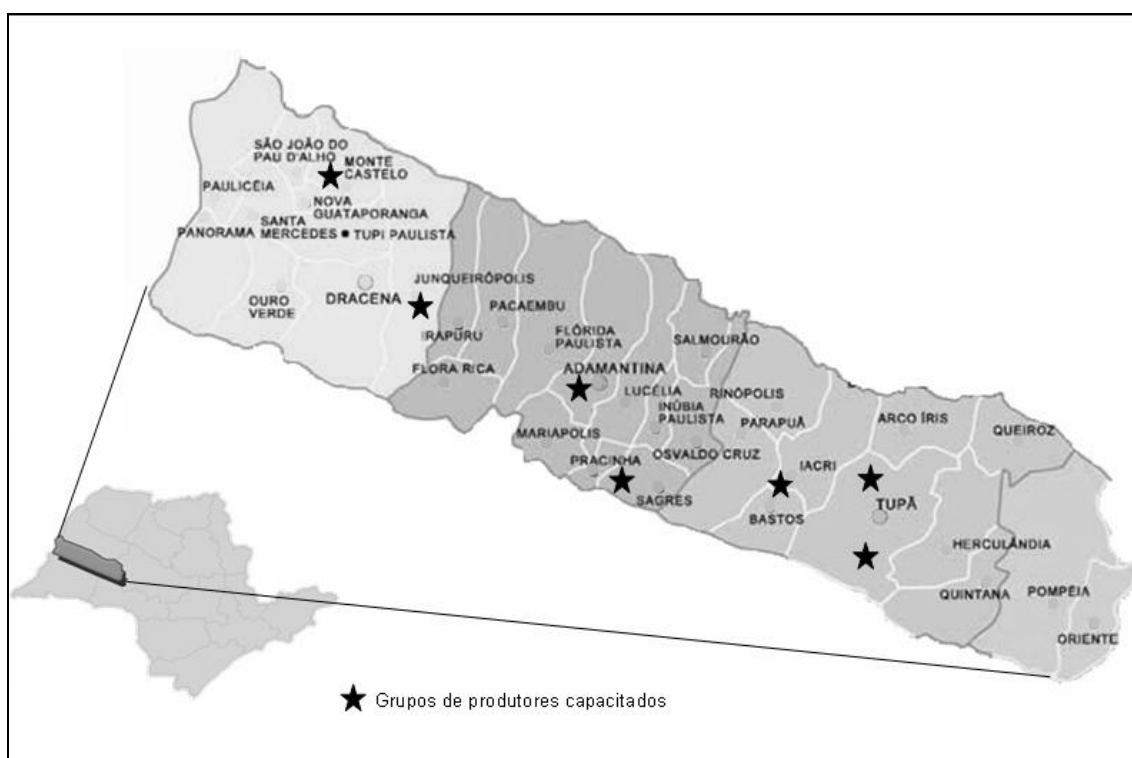 SÃO JOÃO DO
PAU D'ALHO
MONTE
CASTELO
PAULICÉIA
NOVA
GUATAPORANGA
SANTA
MERCEDES
PANORAMA
TUPI PAULISTA
JUNQUEIRÓPOLIS
OURO
VERDE
DRACENA
PACAEMBU
IRAPŪRU
FLÓRIDA
PAULISTA
SALMOURÃO
FLORA RICA
ADAMANTINA
LUCÉLIA
RINÓPOLIS
INÚBIA
PAULISTA
PARAPUÃ
ARCO ÍRIS
QUEIROZ
MARIAPOLIS
OSVALDO CRUZ
PRACINHA
IACRI
SAGRES
BASTOS
TUPÃ
HERCULÂNDIA
QUINTANA
POMPÉIA
ORIENTE
Grupos de produtores capacitados